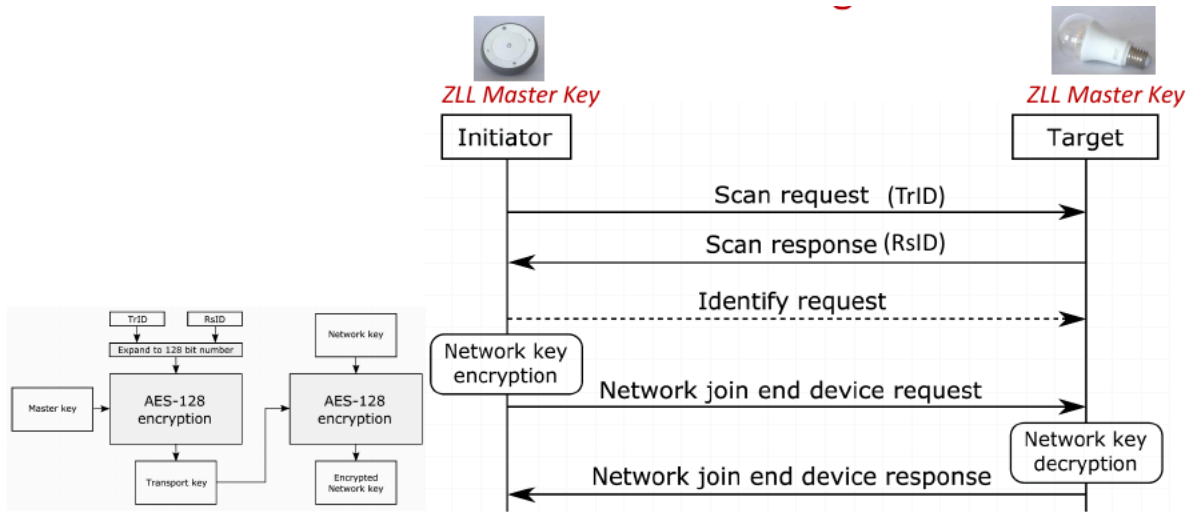 ZLL Master Key
ZLL Master Key
Initiator
Target
Scan request (TrID)
Scan response (RsID)
Identify request
Network key
encryption
Network join end device request
Network key
decryption
Network join end device response
TrID
RsID
Expand to 128 bit number
Network key
Master key
AES-128
encryption
AES-128
encryption
Transport key
Encrypted
Network key